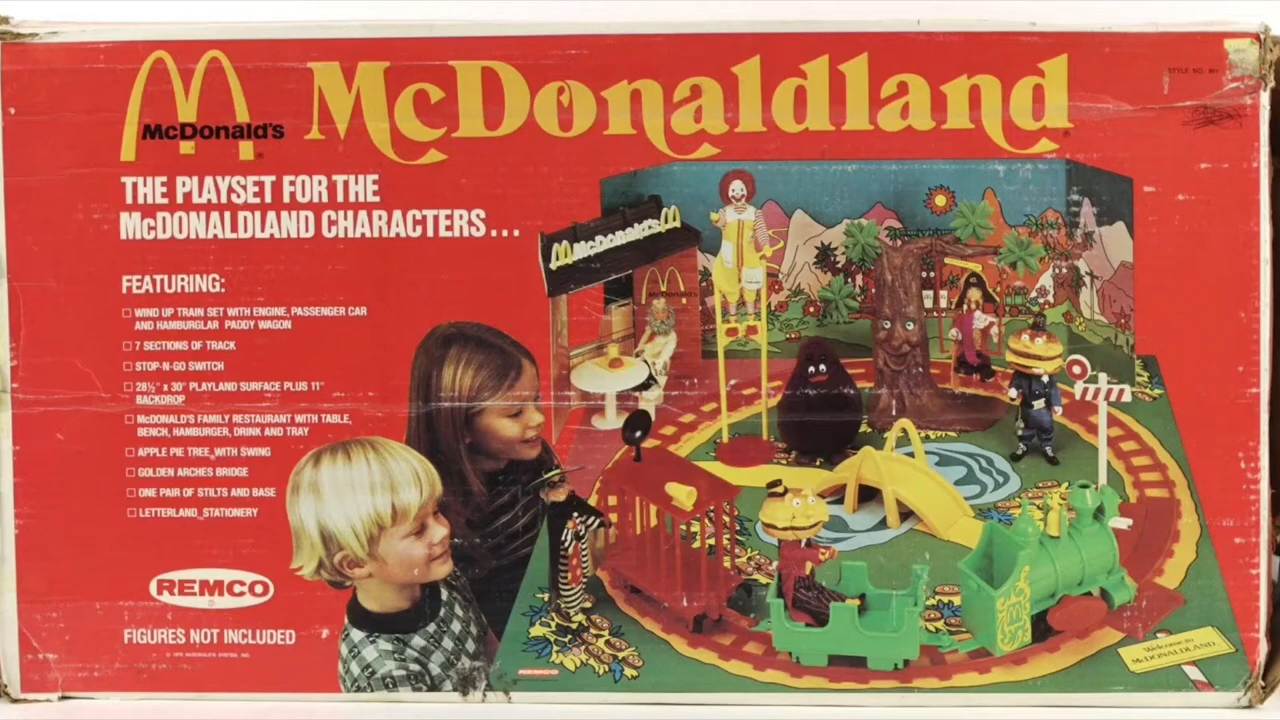 McDonald's
McDonaldland
STYLE NO.
THE PLAYSET FOR THE
McDONALDLAND CHARACTERS...
FEATURING:
WIND UP TRAIN SET WITH ENGINE, PASSENGER CAR
AND HAMBURGLAR PADDY WAGON
7 SECTIONS OF TRACK
STOP-N-GO SWITCH
28½" x 30" PLAYLAND SURFACE PLUS 11"
BACKDROP
McDONALD'S FAMILY RESTAURANT WITH TABLE,
BENCH, HAMBURGER, DRINK AND TRAY
APPLE PIE TREE WITH SWING
GOLDEN ARCHES BRIDGE
ONE PAIR OF STILTS AND BASE
LETTERLAND STATIONERY
REMCO
FIGURES NOT INCLUDED
McDonald's
McDonald's
REMCO
Welcome to
McDONALDLAND